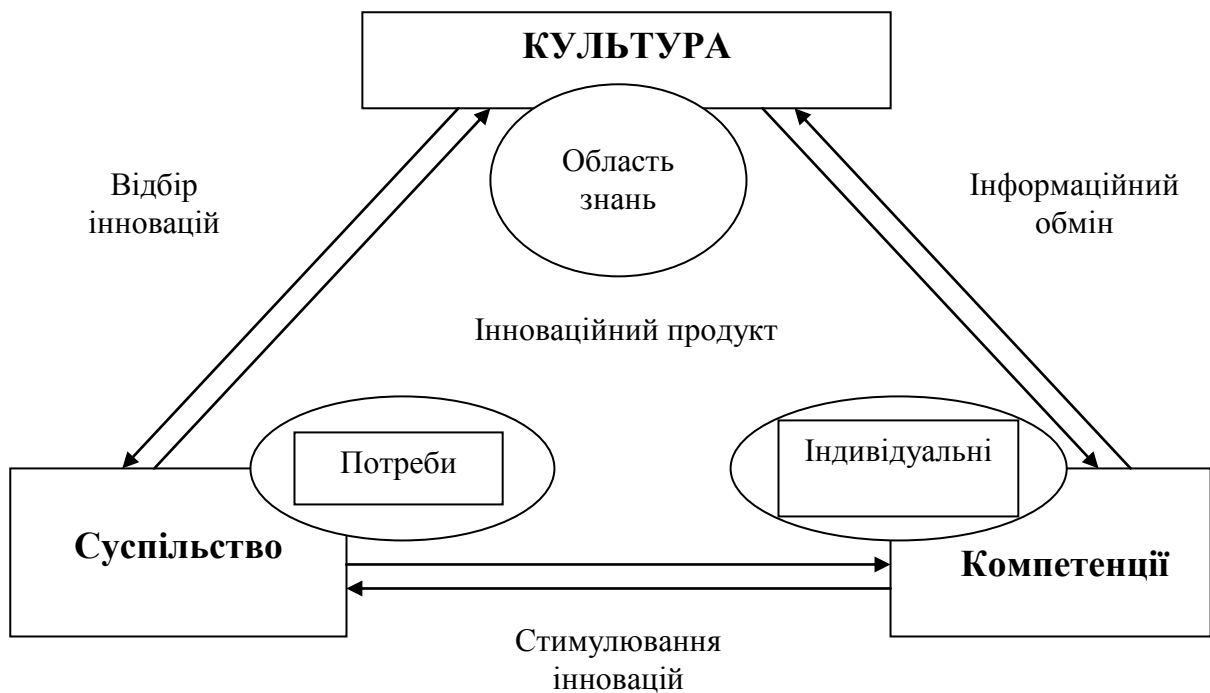 КУЛЬТУРА
Область
знань
Відбір
інновацій
Інформаційний
обмін
Інноваційний продукт
Потреби
Індивідуальні
Суспільство
Компетенції
Стимулювання
інновацій